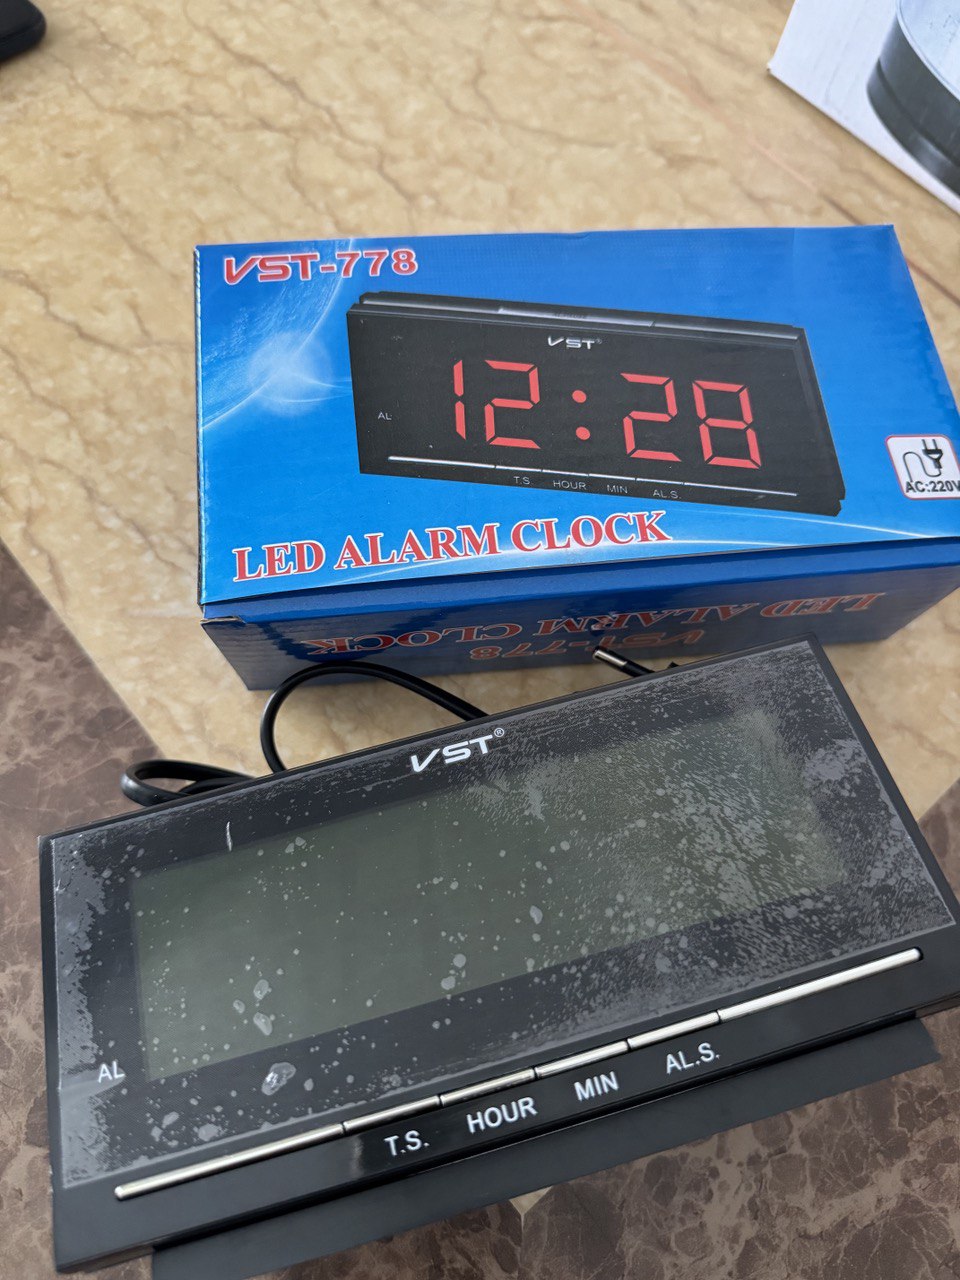 VST-778
VST®
12:28
AL
T.S. HOUR MIN AL.S.
AC:220V
LED ALARM CLOCK
LED ALARM CLOCK
VST-778
VST®
AL
T.S. HOUR MIN AL.S.